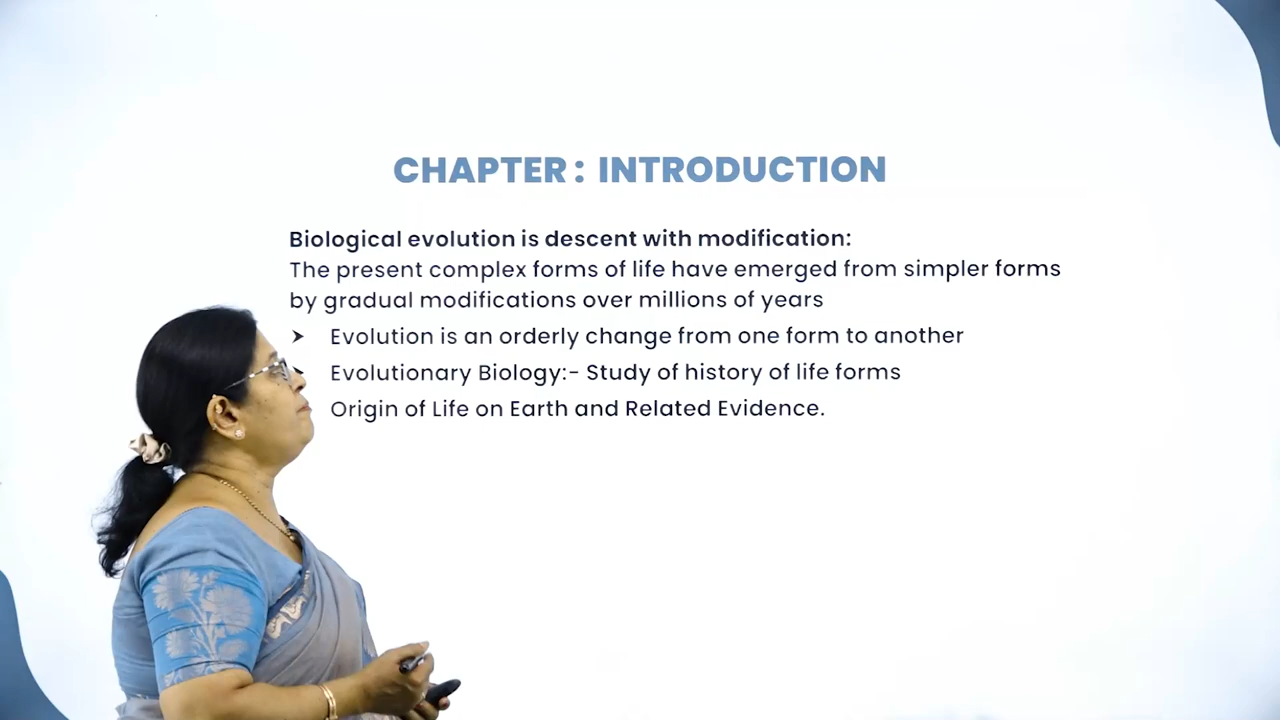 CHAPTER : INTRODUCTION
Biological evolution is descent with modification:
The present complex forms of life have emerged from simpler forms
by gradual modifications over millions of years
➤ Evolution is an orderly change from one form to another
Evolutionary Biology:- Study of history of life forms
Origin of Life on Earth and Related Evidence.